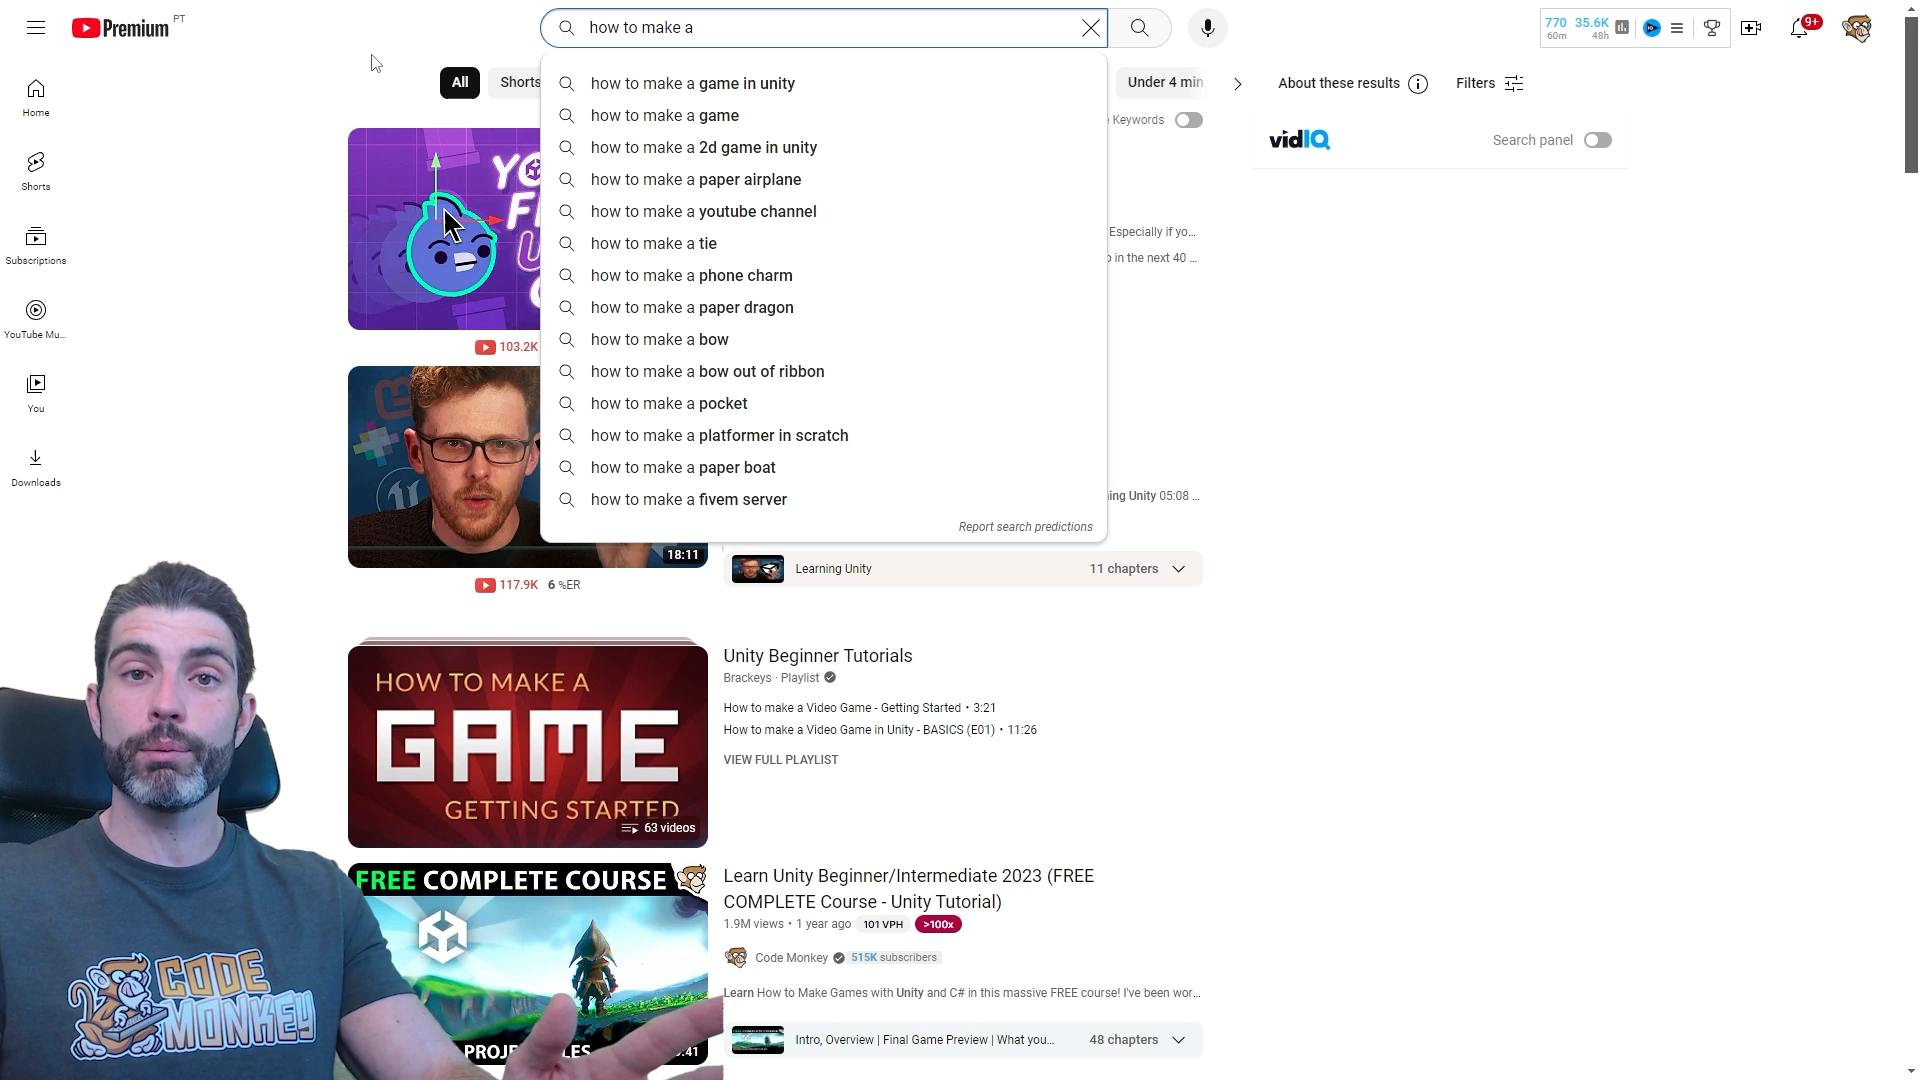 Premium
PT
how to make a
770 35.6K
60m 48h
9+
All
Shorts
Under 4 min
About these results
Filters
Keywords
vidIQ
Search panel
Home
Shorts
Subscriptions
YouTube Mu...
You
Downloads
how to make a game in unity
how to make a game
how to make a 2d game in unity
how to make a paper airplane
how to make a youtube channel
how to make a tie
how to make a phone charm
how to make a paper dragon
how to make a bow
how to make a bow out of ribbon
how to make a pocket
how to make a platformer in scratch
how to make a paper boat
how to make a fivem server
Report search predictions
Especially if yo...
in the next 40 ...
103.2K
ing Unity 05:08 ...
18:11
117.9K 6 %ER
Learning Unity
11 chapters
HOW TO MAKE A
GAME
GETTING STARTED
63 videos
Unity Beginner Tutorials
Brackeys · Playlist
How to make a Video Game - Getting Started • 3:21
How to make a Video Game in Unity - BASICS (E01) • 11:26
VIEW FULL PLAYLIST
FREE COMPLETE COURSE
:41
Learn Unity Beginner/Intermediate 2023 (FREE
COMPLETE Course - Unity Tutorial)
1.9M views • 1 year ago 101 VPH >100x
Code Monkey 515K subscribers
Learn How to Make Games with Unity and C# in this massive FREE course! I've been wor...
Intro, Overview | Final Game Preview | What you...
48 chapters
CODE
MONKEY